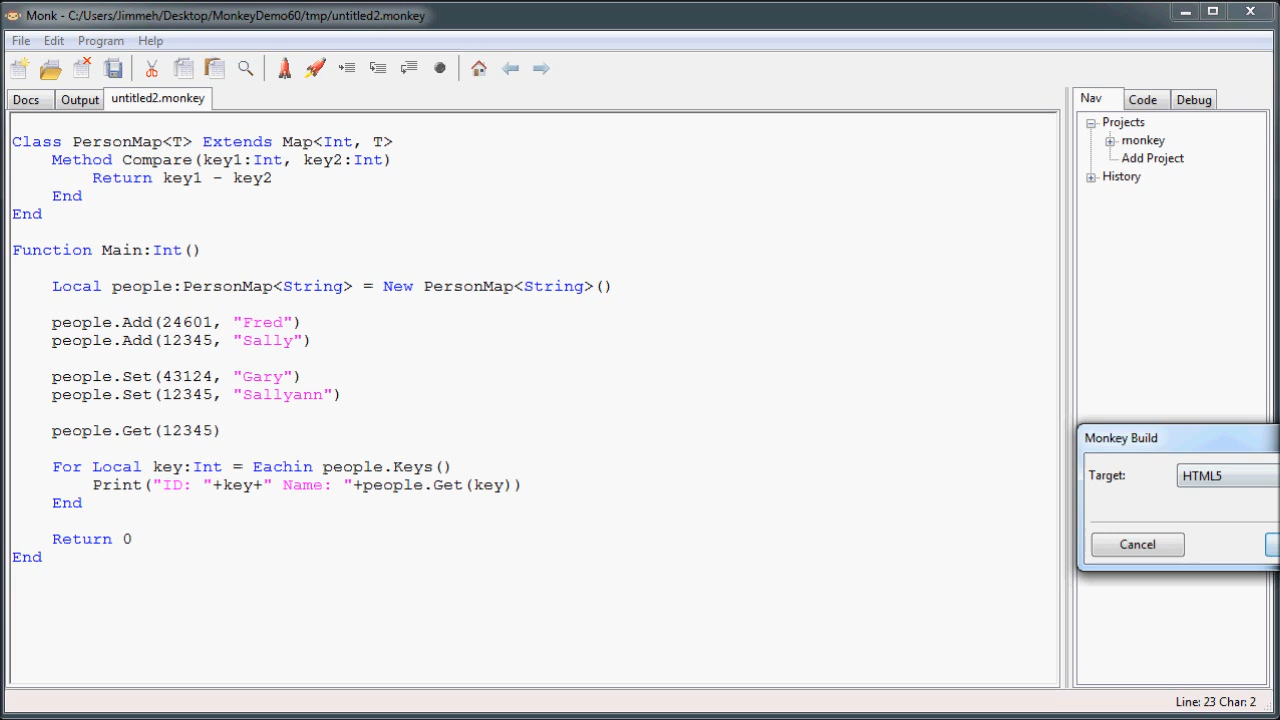 Monk - C:/Users/Jimmeh/Desktop/MonkeyDemo60/tmp/untitled2.monkey
File Edit Program Help
Docs Output untitled2.monkey
Class PersonMap<T> Extends Map<Int, T>
    Method Compare(key1:Int, key2:Int)
        Return key1 - key2
    End
End
Function Main:Int()
    Local people:PersonMap<String> = New PersonMap<String>()
    people.Add(24601, "Fred")
    people.Add(12345, "Sally")
    people.Set(43124, "Gary")
    people.Set(12345, "Sallyann")
    people.Get(12345)
    For Local key:Int = Eachin people.Keys()
        Print("ID: "+key+" Name: "+people.Get(key))
    End
    Return 0
End
Nav Code Debug
Projects
monkey
Add Project
History
Monkey Build
Target: HTML5
Cancel
Line: 23 Char: 2